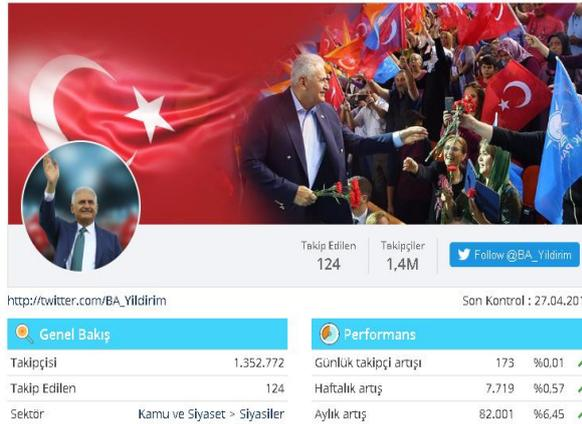 Takip Edilen
Takipçiler
124
1,4M
Follow @BA_Yildirim
http://twitter.com/BA_Yildirim
Son Kontrol : 27.04.201
Genel Bakış
Performans
Takipçisi 1.352.772
Günlük takipçi artışı 173 %0,01
Takip Edilen 124
Haftalık artış 7.719 %0,57
Sektör Kamu ve Siyaset > Siyasiler
Aylık artış 82.001 %6,45